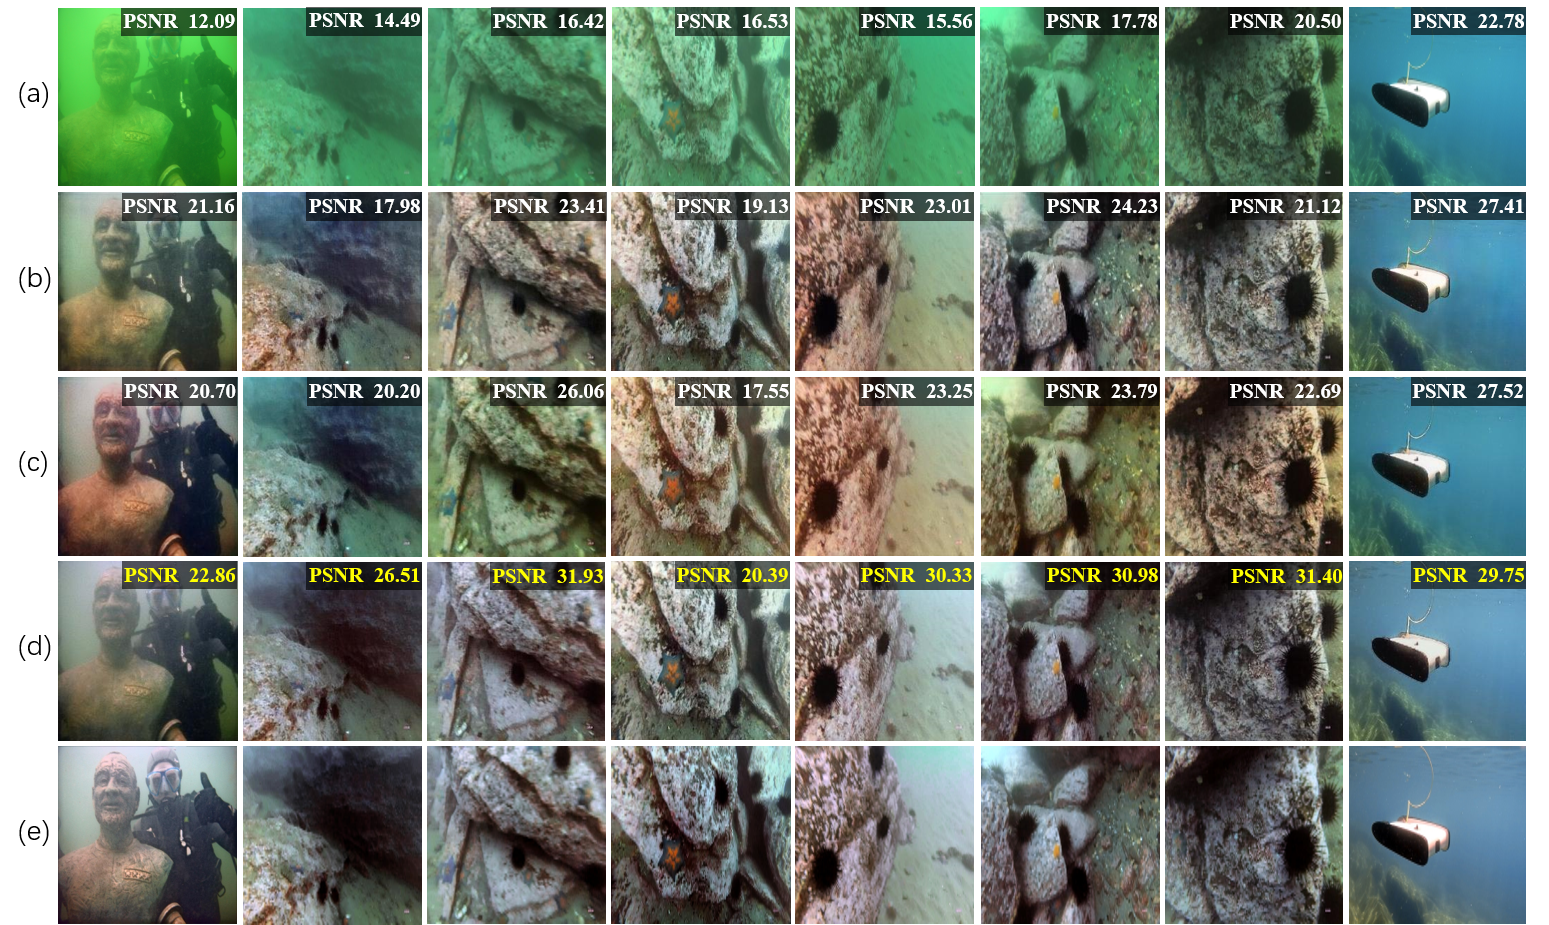 (a) PSNR 12.09 PSNR 14.49 PSNR 16.42 PSNR 16.53 PSNR 15.56 PSNR 17.78 PSNR 20.50 PSNR 22.78
(b) PSNR 21.16 PSNR 17.98 PSNR 23.41 PSNR 19.13 PSNR 23.01 PSNR 24.23 PSNR 21.12 PSNR 27.41
(c) PSNR 20.70 PSNR 20.20 PSNR 26.06 PSNR 17.55 PSNR 23.25 PSNR 23.79 PSNR 22.69 PSNR 27.52
(d) PSNR 22.86 PSNR 26.51 PSNR 31.93 PSNR 20.39 PSNR 30.33 PSNR 30.98 PSNR 31.40 PSNR 29.75
(e)